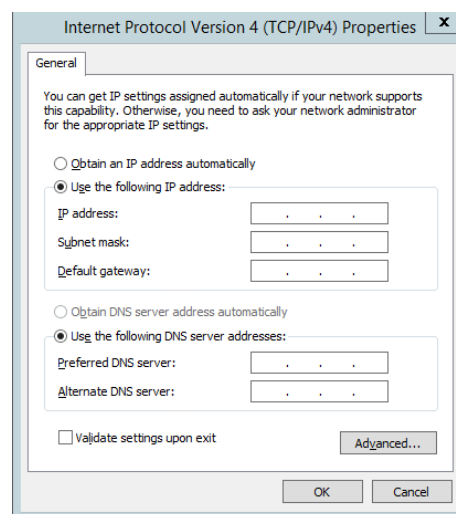 Internet Protocol Version 4 (TCP/IPv4) Properties
x
General
You can get IP settings assigned automatically if your network supports
this capability. Otherwise, you need to ask your network administrator
for the appropriate IP settings.
Obtain an IP address automatically
Use the following IP address:
IP address:
. . .
Subnet mask:
. . .
Default gateway:
. . .
Obtain DNS server address automatically
Use the following DNS server addresses:
Preferred DNS server:
. . .
Alternate DNS server:
. . .
Validate settings upon exit
Advanced...
OK
Cancel